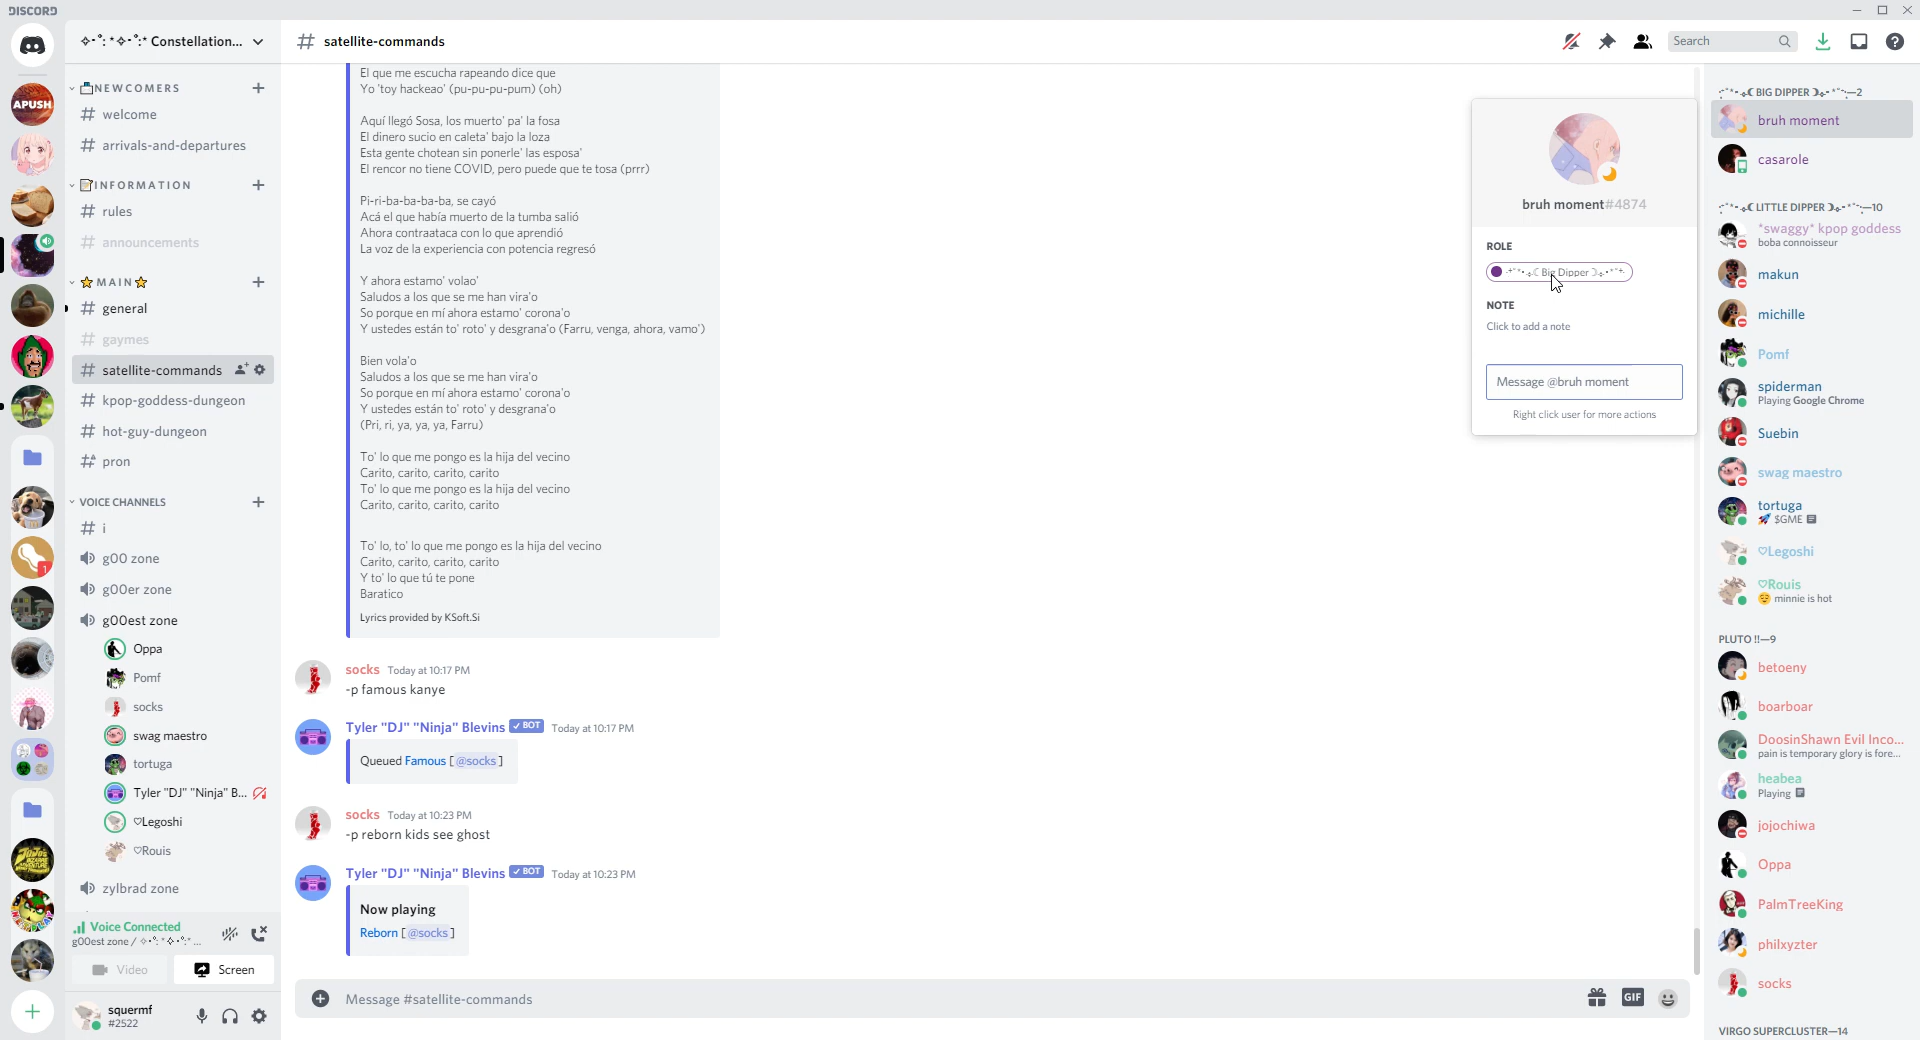 DISCORD
Constellation...
NEWCOMERS
# welcome
# arrivals-and-departures
INFORMATION
# rules
# announcements
MAIN
# general
# gaymes
# satellite-commands
# kpop-goddess-dungeon
# hot-guy-dungeon
# pron
VOICE CHANNELS
# i
g00 zone
g00er zone
g00est zone
Oppa
Pomf
socks
swag maestro
tortuga
Tyler "DJ" "Ninja" B...
♡Legoshi
♡Rouis
zylbrad zone
Voice Connected
g00est zone /
Video
Screen
squermf
#2522
APUSH
1
# satellite-commands
Search
El que me escucha rapeando dice que
Yo 'toy hackeao' (pu-pu-pu-pum) (oh)
Aquí llegó Sosa, los muerto' pa' la fosa
El dinero sucio en caleta' bajo la loza
Esta gente chotean sin ponerle' las esposa'
El rencor no tiene COVID, pero puede que te tosa (prrr)
Pi-ri-ba-ba-ba-ba, se cayó
Acá el que había muerto de la tumba salió
Ahora contraataca con lo que aprendió
La voz de la experiencia con potencia regresó
Y ahora estamo' volao'
Saludos a los que se me han vira'o
So porque en mí ahora estamo' corona'o
Y ustedes están to' roto' y desgrana'o (Farru, venga, ahora, vamo')
Bien vola'o
Saludos a los que se me han vira'o
So porque en mí ahora estamo' corona'o
Y ustedes están to' roto' y desgrana'o
(Pri, ri, ya, ya, ya, Farru)
To' lo que me pongo es la hija del vecino
Carito, carito, carito, carito
To' lo que me pongo es la hija del vecino
Carito, carito, carito, carito
To' lo, to' lo que me pongo es la hija del vecino
Carito, carito, carito, carito
Y to' lo que tú te pone
Baratico
Lyrics provided by KSoft.Si
socks Today at 10:17 PM
-p famous kanye
Tyler "DJ" "Ninja" Blevins ✓ BOT Today at 10:17 PM
Queued Famous [@socks]
socks Today at 10:23 PM
-p reborn kids see ghost
Tyler "DJ" "Ninja" Blevins ✓ BOT Today at 10:23 PM
Now playing
Reborn [@socks]
Message #satellite-commands
GIF
bruh moment#4874
ROLE
Big Dipper
NOTE
Click to add a note
Message @bruh moment
Right click user for more actions
BIG DIPPER —2
bruh moment
casarole
LITTLE DIPPER —10
*swaggy* kpop goddess
boba connoisseur
makun
michille
Pomf
spiderman
Playing Google Chrome
Suebin
swag maestro
tortuga
🚀 $GME
♡Legoshi
♡Rouis
😌 minnie is hot
PLUTO !!—9
betoeny
boarboar
DoosinShawn Evil Inco...
pain is temporary glory is fore...
heabea
Playing
jojochiwa
Oppa
PalmTreeKing
philxyzter
socks
VIRGO SUPERCLUSTER—14